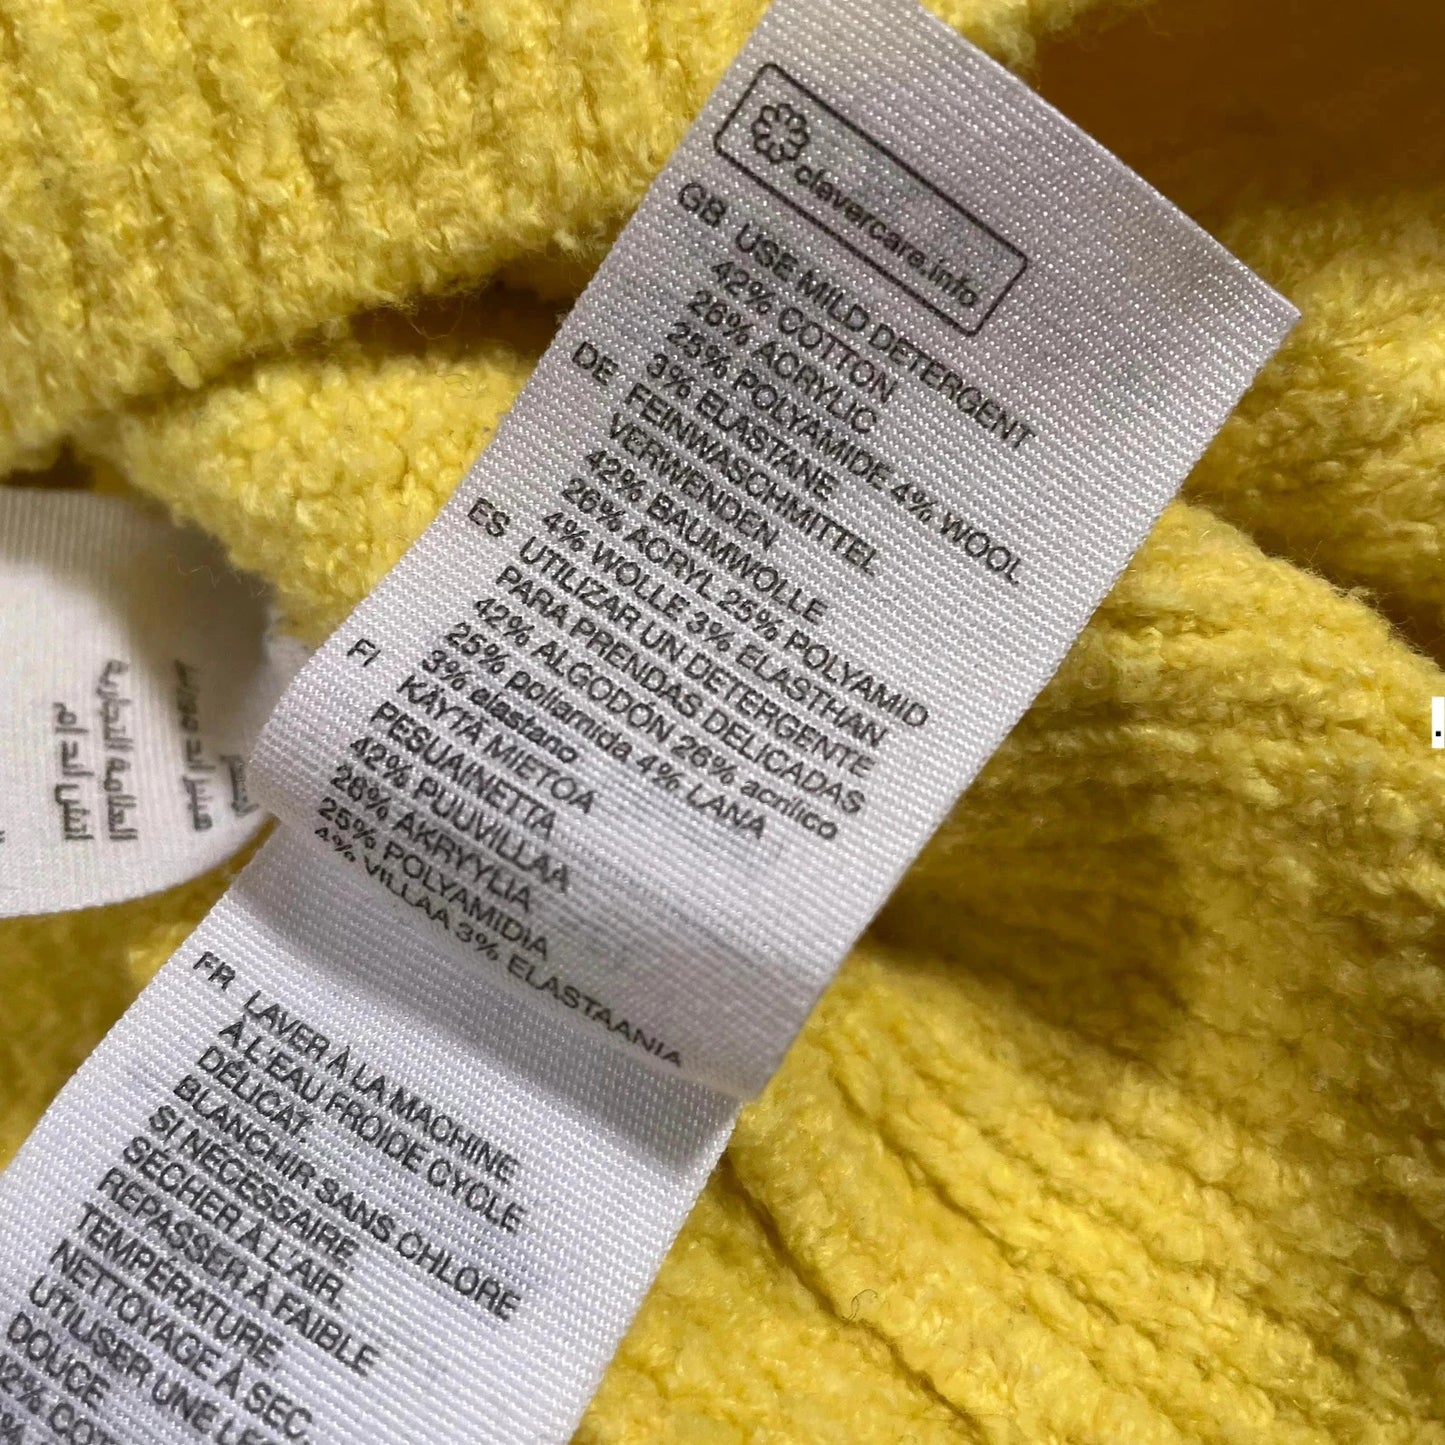 clevercare.info
GB USE MILD DETERGENT
42% COTTON
26% ACRYLIC
25% POLYAMIDE 4% WOOL
3% ELASTANE
DE FEINWASCHMITTEL
VERWENDEN
42% BAUMWOLLE
26% ACRYL 25% POLYAMID
4% WOLLE 3% ELASTHAN
ES UTILIZAR UN DETERGENTE
PARA PRENDAS DELICADAS
42% ALGODÓN 26% acrílico
25% poliamida 4% LANA
3% elastano
FI KÄYTÄ MIETOA
PESUAINETTA
42% PUUVILLAA
26% AKRYYLIA
25% POLYAMIDIA
4% VILLAA 3% ELASTAANIA
FR LAVER À LA MACHINE
À L'EAU FROIDE CYCLE
DÉLICAT.
BLANCHIR SANS CHLORE
SI NÉCESSAIRE.
SÉCHER À L'AIR.
REPASSER À FAIBLE
TEMPÉRATURE.
NETTOYAGE À SEC.
UTILISER UNE
DOUCE
42%